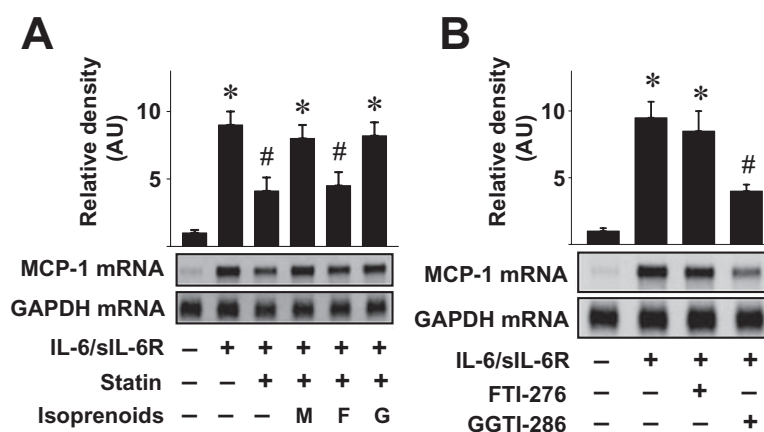 A
Relative density
(AU)
10
5
* # * # *
MCP-1 mRNA
GAPDH mRNA
IL-6/sIL-6R – + + + + +
Statin – – + + + +
Isoprenoids – – – M F G
B
Relative density
(AU)
10
5
* * #
MCP-1 mRNA
GAPDH mRNA
IL-6/sIL-6R – + + +
FTI-276 – – + –
GGTI-286 – – – +